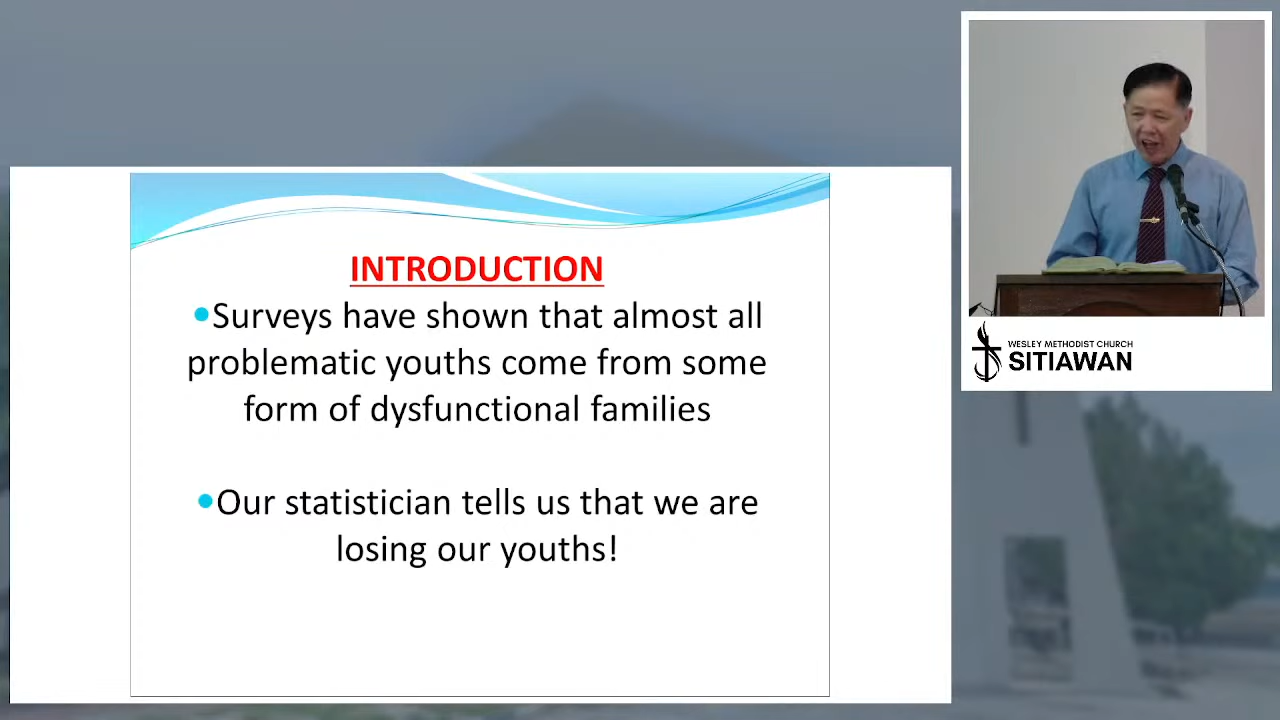 INTRODUCTION
•Surveys have shown that almost all
problematic youths come from some
form of dysfunctional families
•Our statistician tells us that we are
losing our youths!
WESLEY METHODIST CHURCH
SITIAWAN